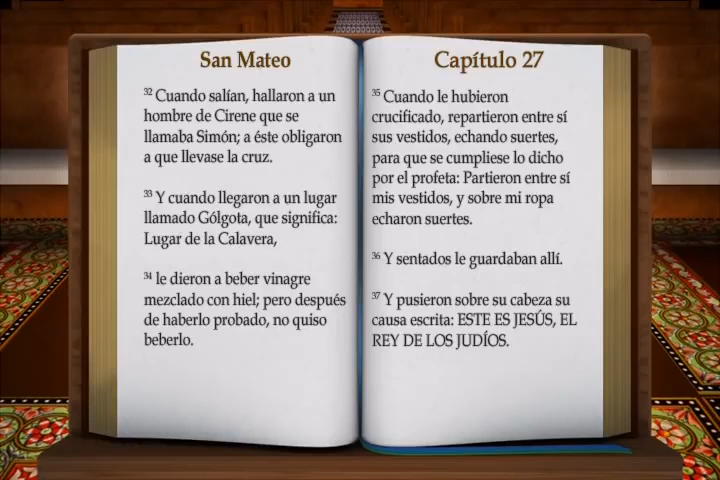 San Mateo
32 Cuando salían, hallaron a un
hombre de Cirene que se
llamaba Simón; a éste obligaron
a que llevase la cruz.
33 Y cuando llegaron a un lugar
llamado Gólgota, que significa:
Lugar de la Calavera,
34 le dieron a beber vinagre
mezclado con hiel; pero después
de haberlo probado, no quiso
beberlo.
Capítulo 27
35 Cuando le hubieron
crucificado, repartieron entre sí
sus vestidos, echando suertes,
para que se cumpliese lo dicho
por el profeta: Partieron entre sí
mis vestidos, y sobre mi ropa
echaron suertes.
36 Y sentados le guardaban allí.
37 Y pusieron sobre su cabeza su
causa escrita: ESTE ES JESÚS, EL
REY DE LOS JUDÍOS.